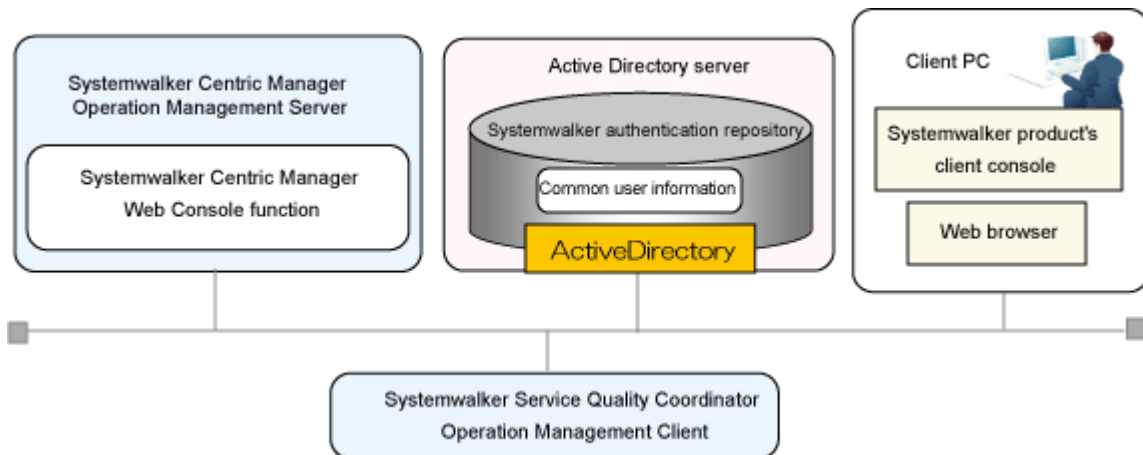 Systemwalker Centric Manager
Operation Management Server
Systemwalker Centric Manager
Web Console function
Active Directory server
Systemwalker authentication repository
Common user information
ActiveDirectory
Client PC
Systemwalker product's
client console
Web browser
Systemwalker Service Quality Coordinator
Operation Management Client